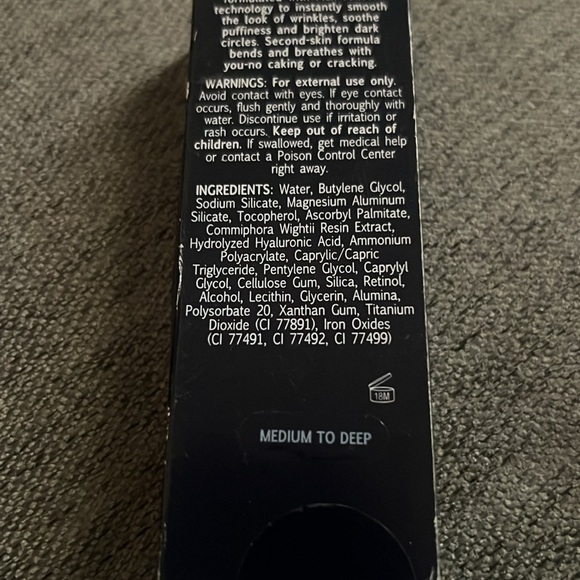 technology to instantly smooth
the look of wrinkles, soothe
puffiness and brighten dark
circles. Second-skin formula
bends and breathes with
you-no caking or cracking.
WARNINGS: For external use only.
Avoid contact with eyes. If eye contact
occurs, flush gently and thoroughly with
water. Discontinue use if irritation or
rash occurs. Keep out of reach of
children. If swallowed, get medical help
or contact a Poison Control Center
right away.
INGREDIENTS: Water, Butylene Glycol,
Sodium Silicate, Magnesium Aluminum
Silicate, Tocopherol, Ascorbyl Palmitate,
Commiphora Wightii Resin Extract,
Hydrolyzed Hyaluronic Acid, Ammonium
Polyacrylate, Caprylic/Capric
Triglyceride, Pentylene Glycol, Caprylyl
Glycol, Cellulose Gum, Silica, Retinol,
Alcohol, Lecithin, Glycerin, Alumina,
Polysorbate 20, Xanthan Gum, Titanium
Dioxide (CI 77891), Iron Oxides
(CI 77491, CI 77492, CI 77499)
18M
MEDIUM TO DEEP